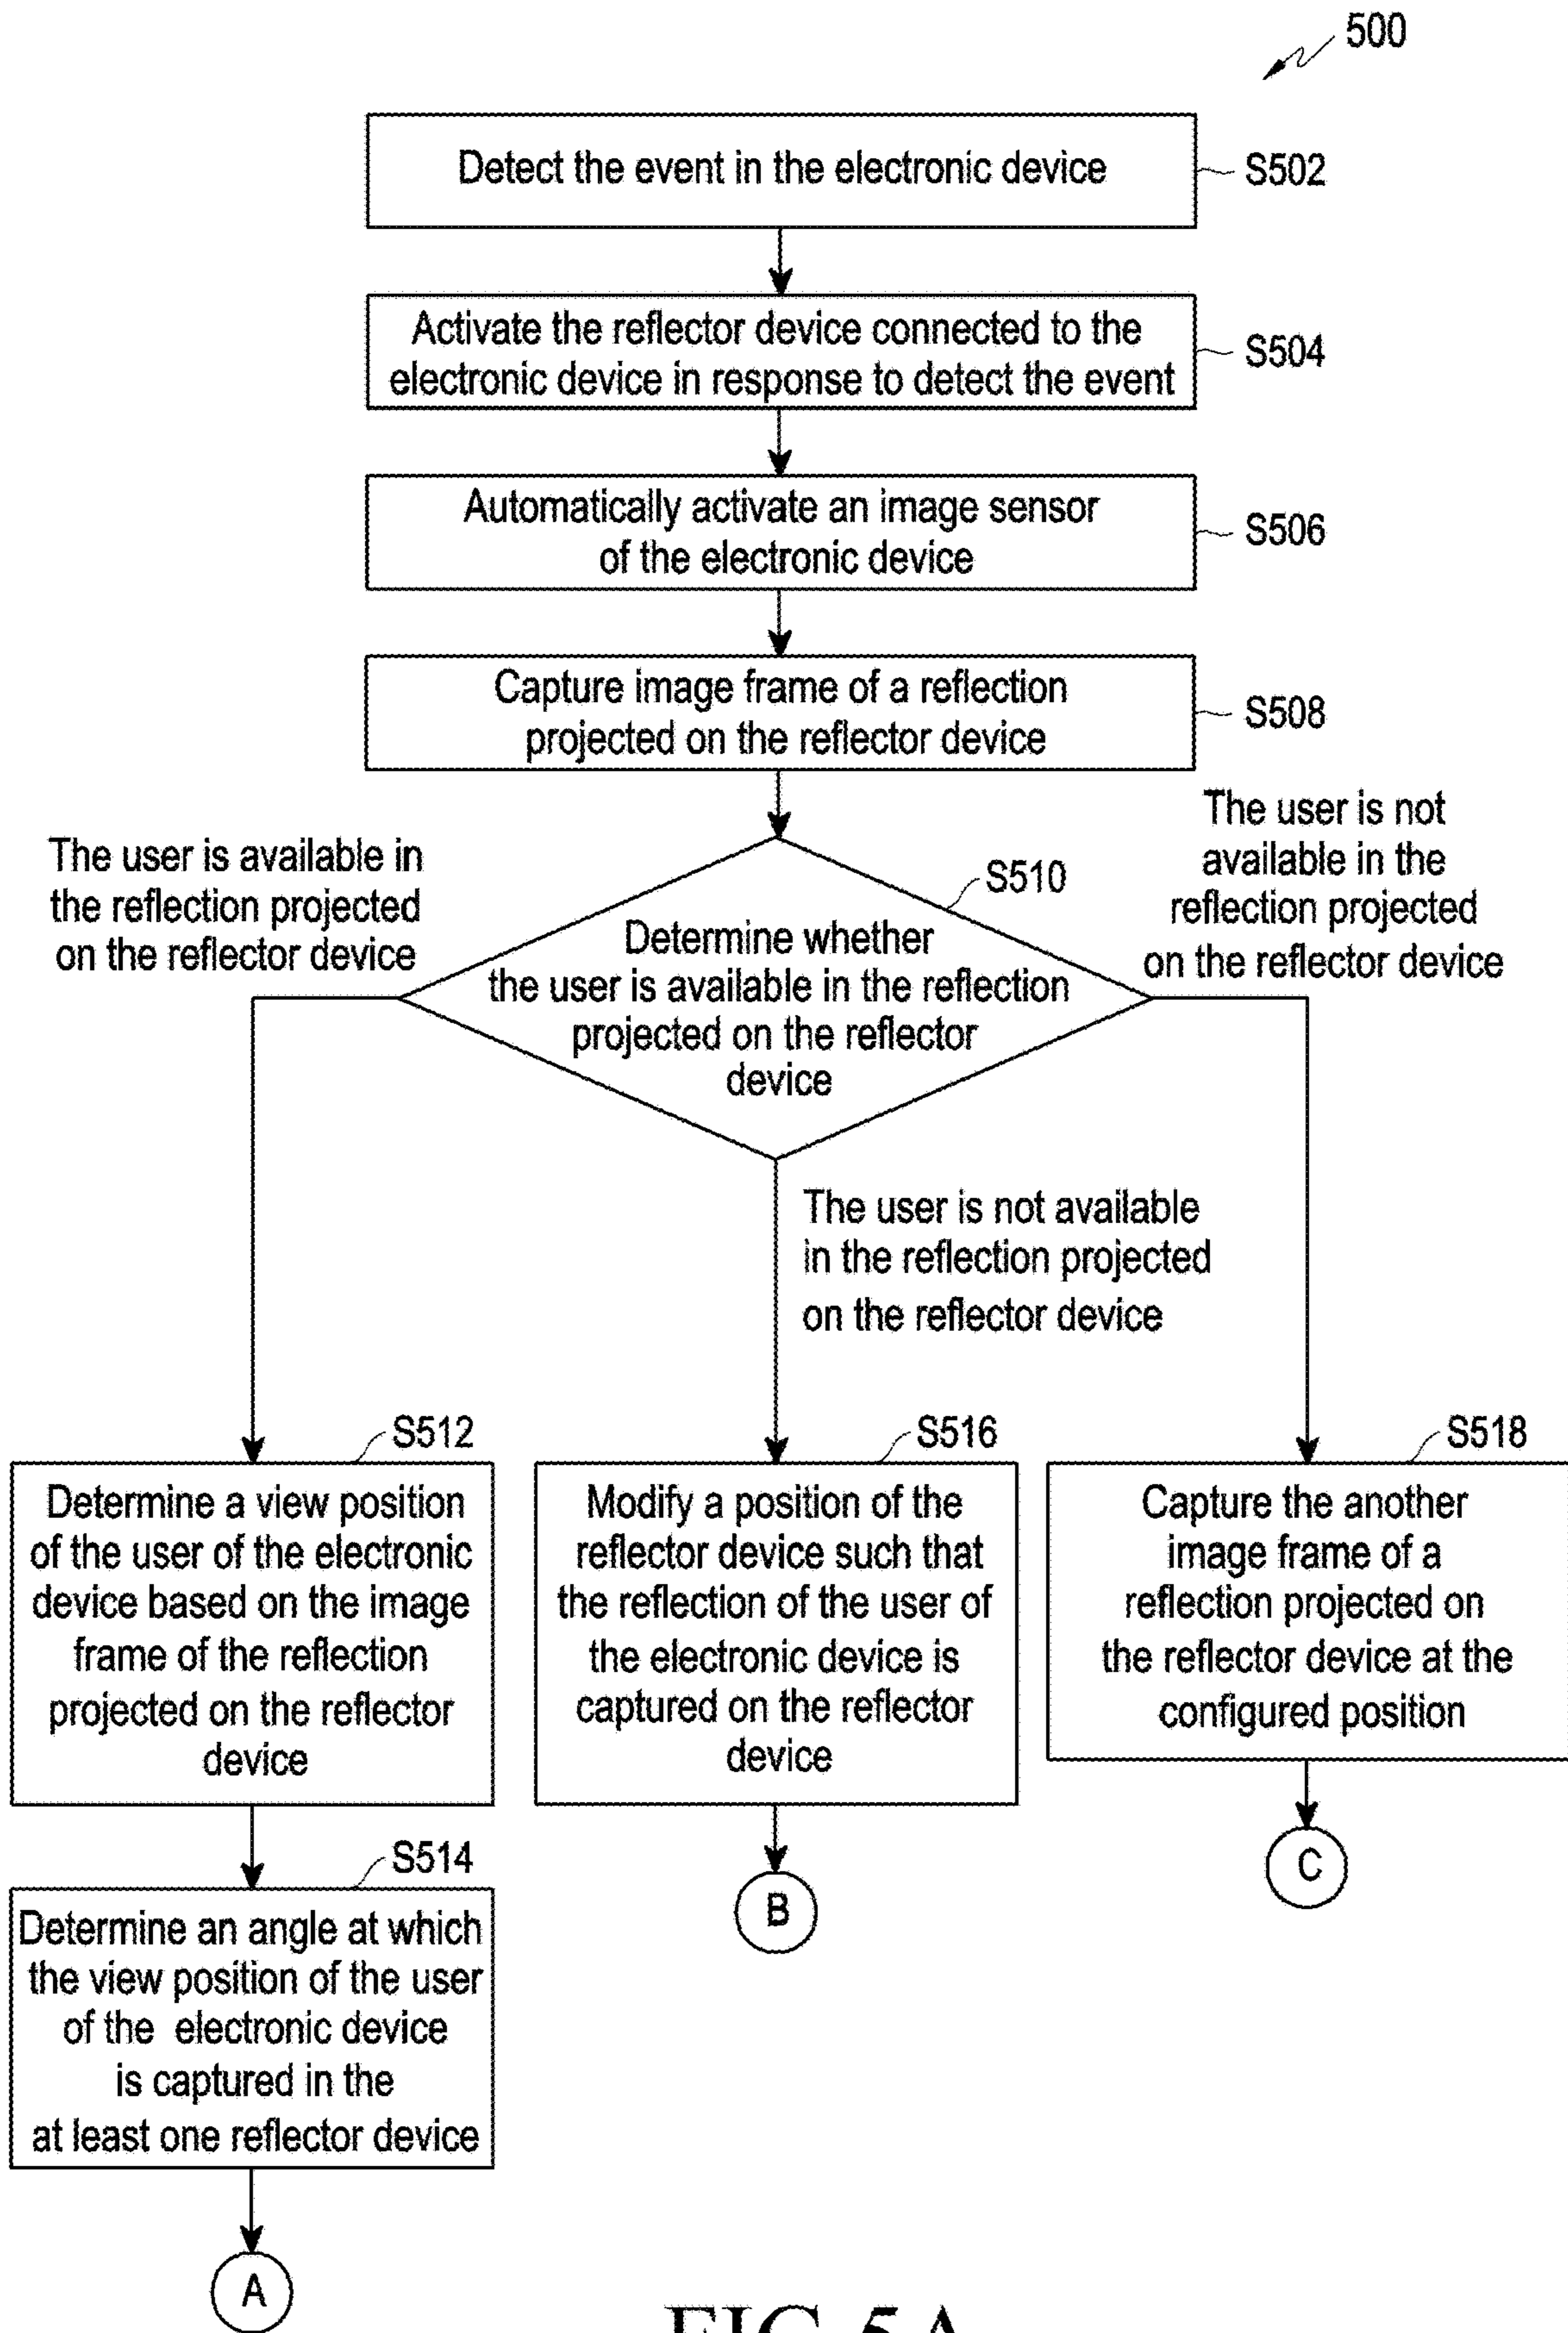 500
Detect the event in the electronic device
S502
Activate the reflector device connected to the
electronic device in response to detect the event
S504
Automatically activate an image sensor
of the electronic device
S506
Capture image frame of a reflection
projected on the reflector device
S508
The user is available in
the reflection projected
on the reflector device
S510
Determine whether
the user is available in the reflection
projected on the reflector
device
The user is not
available in the
reflection projected
on the reflector device
The user is not available
in the reflection projected
on the reflector device
S512
Determine a view position
of the user of the electronic
device based on the image
frame of the reflection
projected on the reflector
device
S516
Modify a position of the
reflector device such that
the reflection of the user of
the electronic device is
captured on the reflector
device
S518
Capture the another
image frame of a
reflection projected on
the reflector device at the
configured position
S514
Determine an angle at which
the view position of the user
of the electronic device
is captured in the
at least one reflector device
B
C
A
FIG.5A